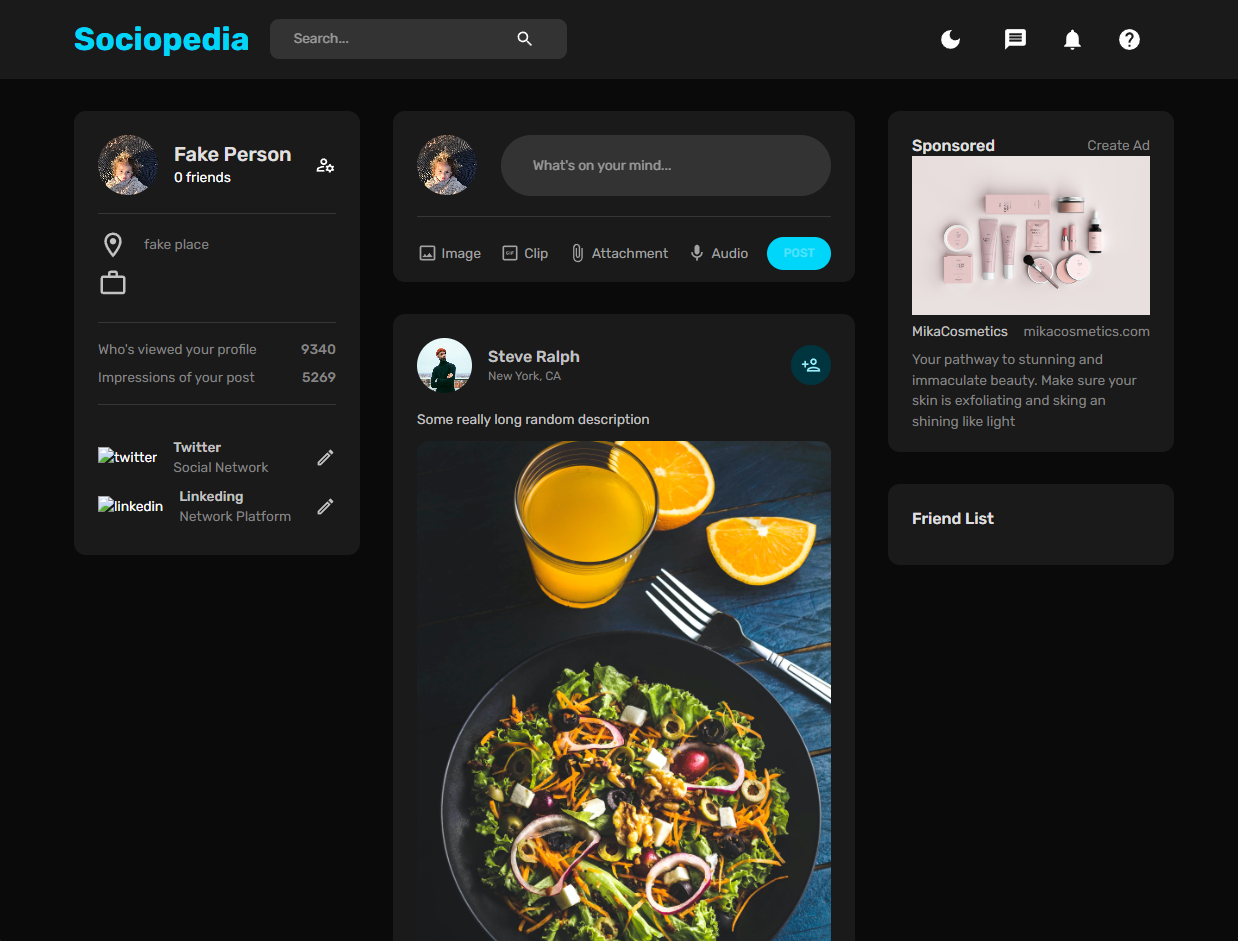 Sociopedia
Search...
Fake Person
0 friends
fake place
Who's viewed your profile 9340
Impressions of your post 5269
twitter
Twitter
Social Network
linkedin
Linkeding
Network Platform
What's on your mind...
Image
GIF
Clip
Attachment
Audio
POST
Steve Ralph
New York, CA
Some really long random description
Sponsored
Create Ad
MikaCosmetics
mikacosmetics.com
Your pathway to stunning and
immaculate beauty. Make sure your
skin is exfoliating and sking an
shining like light
Friend List